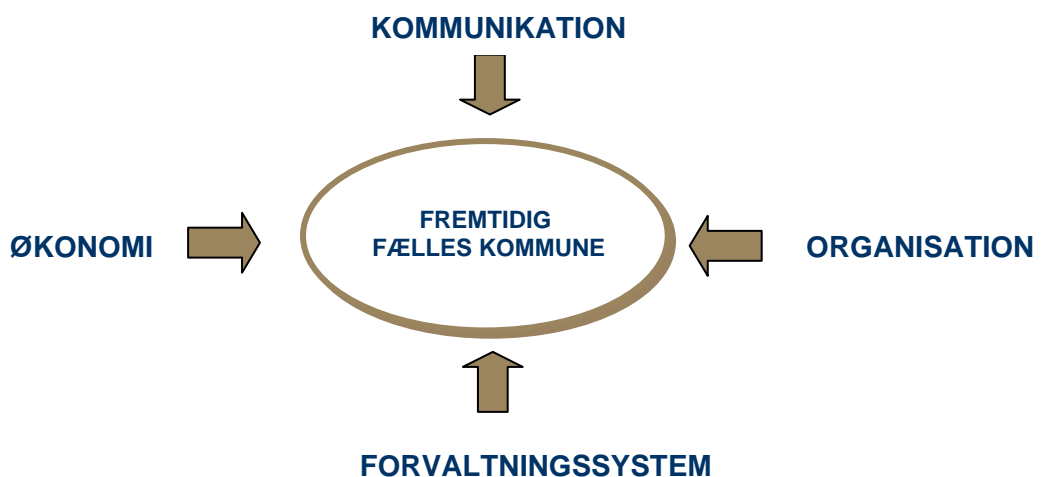 KOMMUNIKATION
FREMTIDIG
FÆLLES KOMMUNE
ØKONOMI
ORGANISATION
FORVALTNINGSSYSTEM